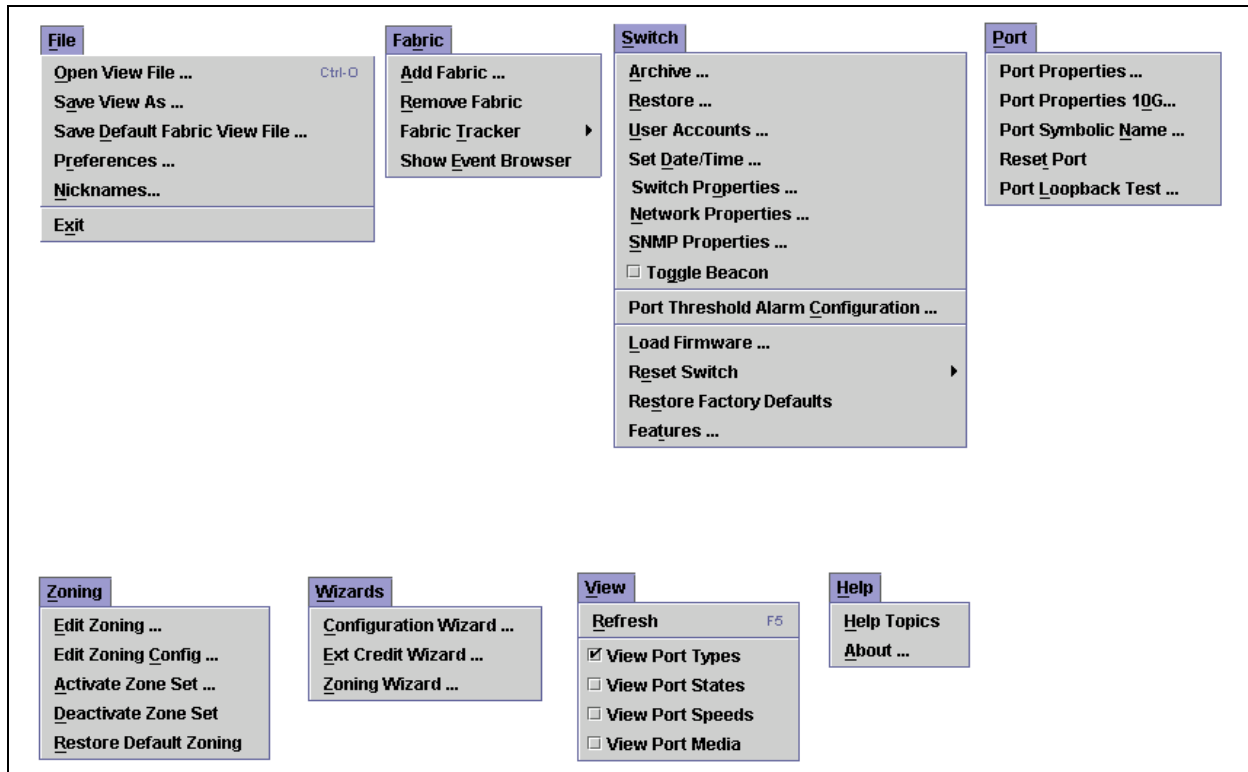 File
Open View File ... Ctrl-O
Save View As ...
Save Default Fabric View File ...
Preferences ...
Nicknames...
Exit
Fabric
Add Fabric ...
Remove Fabric
Fabric Tracker
Show Event Browser
Switch
Archive ...
Restore ...
User Accounts ...
Set Date/Time ...
Switch Properties ...
Network Properties ...
SNMP Properties ...
Toggle Beacon
Port Threshold Alarm Configuration ...
Load Firmware ...
Reset Switch
Restore Factory Defaults
Features ...
Port
Port Properties ...
Port Properties 10G...
Port Symbolic Name ...
Reset Port
Port Loopback Test ...
Zoning
Edit Zoning ...
Edit Zoning Config ...
Activate Zone Set ...
Deactivate Zone Set
Restore Default Zoning
Wizards
Configuration Wizard ...
Ext Credit Wizard ...
Zoning Wizard ...
View
Refresh F5
View Port Types
View Port States
View Port Speeds
View Port Media
Help
Help Topics
About ...